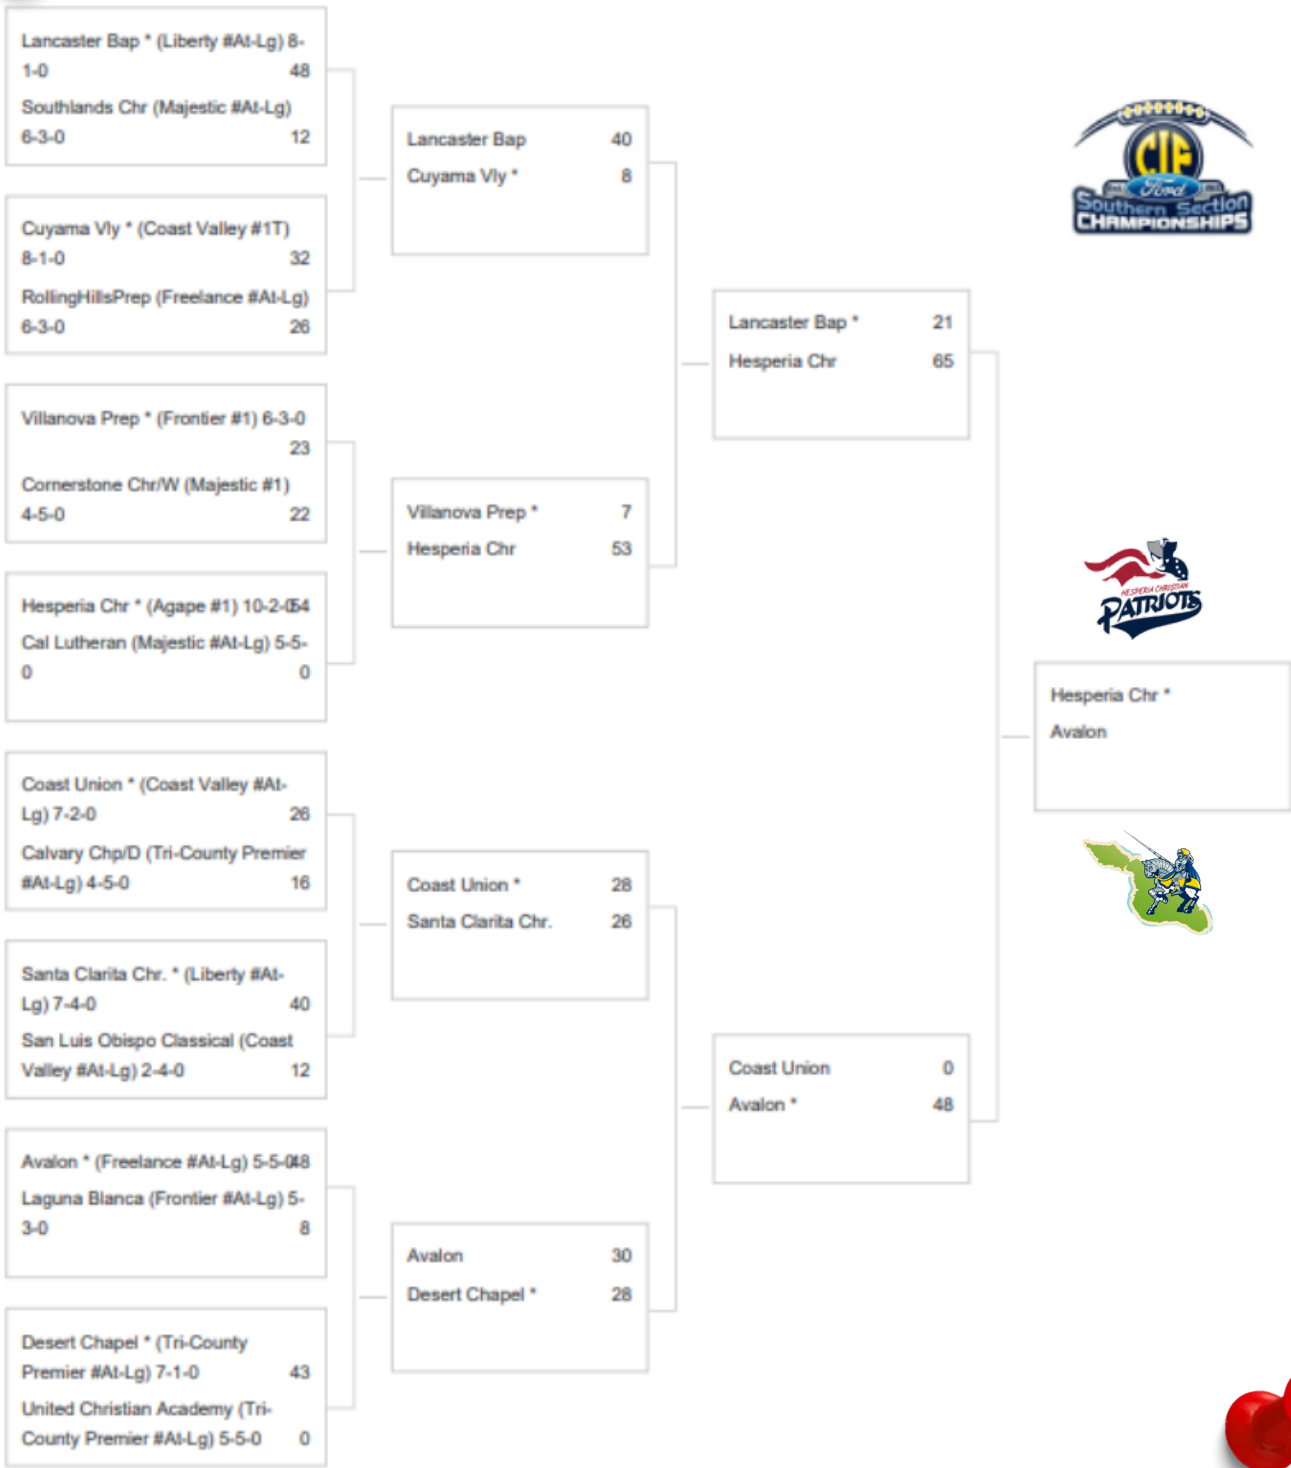 Lancaster Bap * (Liberty #At-Lg) 8-
1-0 48
Southlands Chr (Majestic #At-Lg)
6-3-0 12
Cuyama Vly * (Coast Valley #1T)
8-1-0 32
RollingHillsPrep (Freelance #At-Lg)
6-3-0 26
Villanova Prep * (Frontier #1) 6-3-0
23
Cornerstone Chr/W (Majestic #1)
4-5-0 22
Hesperia Chr * (Agape #1) 10-2-0 54
Cal Lutheran (Majestic #At-Lg) 5-5-
0 0
Coast Union * (Coast Valley #At-
Lg) 7-2-0 26
Calvary Chp/D (Tri-County Premier
#At-Lg) 4-5-0 16
Santa Clarita Chr. * (Liberty #At-
Lg) 7-4-0 40
San Luis Obispo Classical (Coast
Valley #At-Lg) 2-4-0 12
Avalon * (Freelance #At-Lg) 5-5-0 48
Laguna Blanca (Frontier #At-Lg) 5-
3-0 8
Desert Chapel * (Tri-County
Premier #At-Lg) 7-1-0 43
United Christian Academy (Tri-
County Premier #At-Lg) 5-5-0 0
Lancaster Bap 40
Cuyama Vly * 8
Villanova Prep * 7
Hesperia Chr 53
Coast Union * 28
Santa Clarita Chr. 26
Avalon 30
Desert Chapel * 28
Lancaster Bap * 21
Hesperia Chr 65
Coast Union 0
Avalon * 48
CIF
Ford
Southern Section
CHAMPIONSHIPS
HESPERIA CHRISTIAN
PATRIOTS
Hesperia Chr *
Avalon